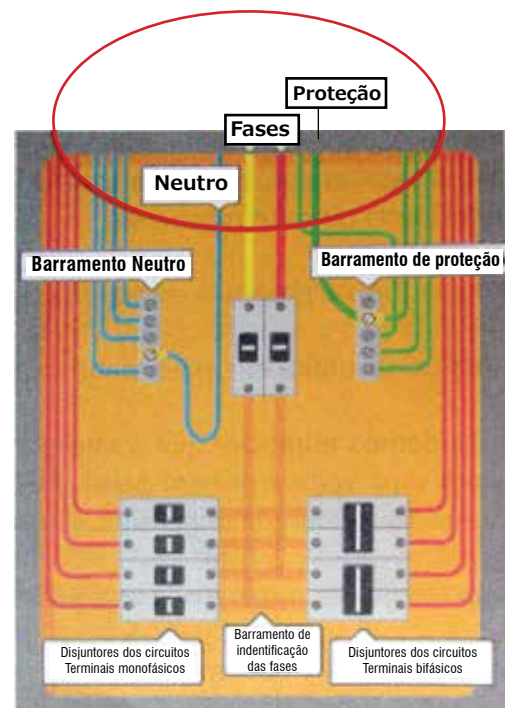 Proteção
Fases
Neutro
Barramento Neutro
Barramento de proteção
Disjuntores dos circuitos
Terminais monofásicos
Barramento de
indentificação
das fases
Disjuntores dos circuitos
Terminais bifásicos